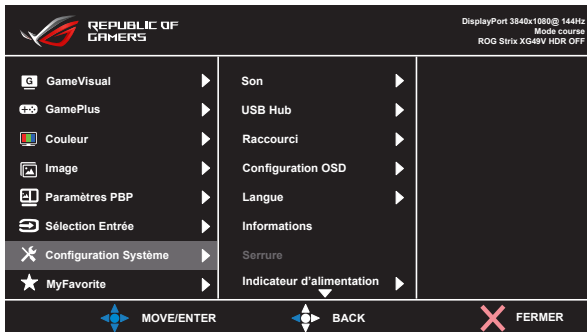 REPUBLIC OF
GAMERS
DisplayPort 3840x1080@ 144Hz
Mode course
ROG Strix XG49V HDR OFF
G GameVisual
GamePlus
Couleur
Image
Paramètres PBP
Sélection Entrée
Configuration Système
MyFavorite
Son
USB Hub
Raccourci
Configuration OSD
Langue
Informations
Serrure
Indicateur d'alimentation
MOVE/ENTER
BACK
FERMER